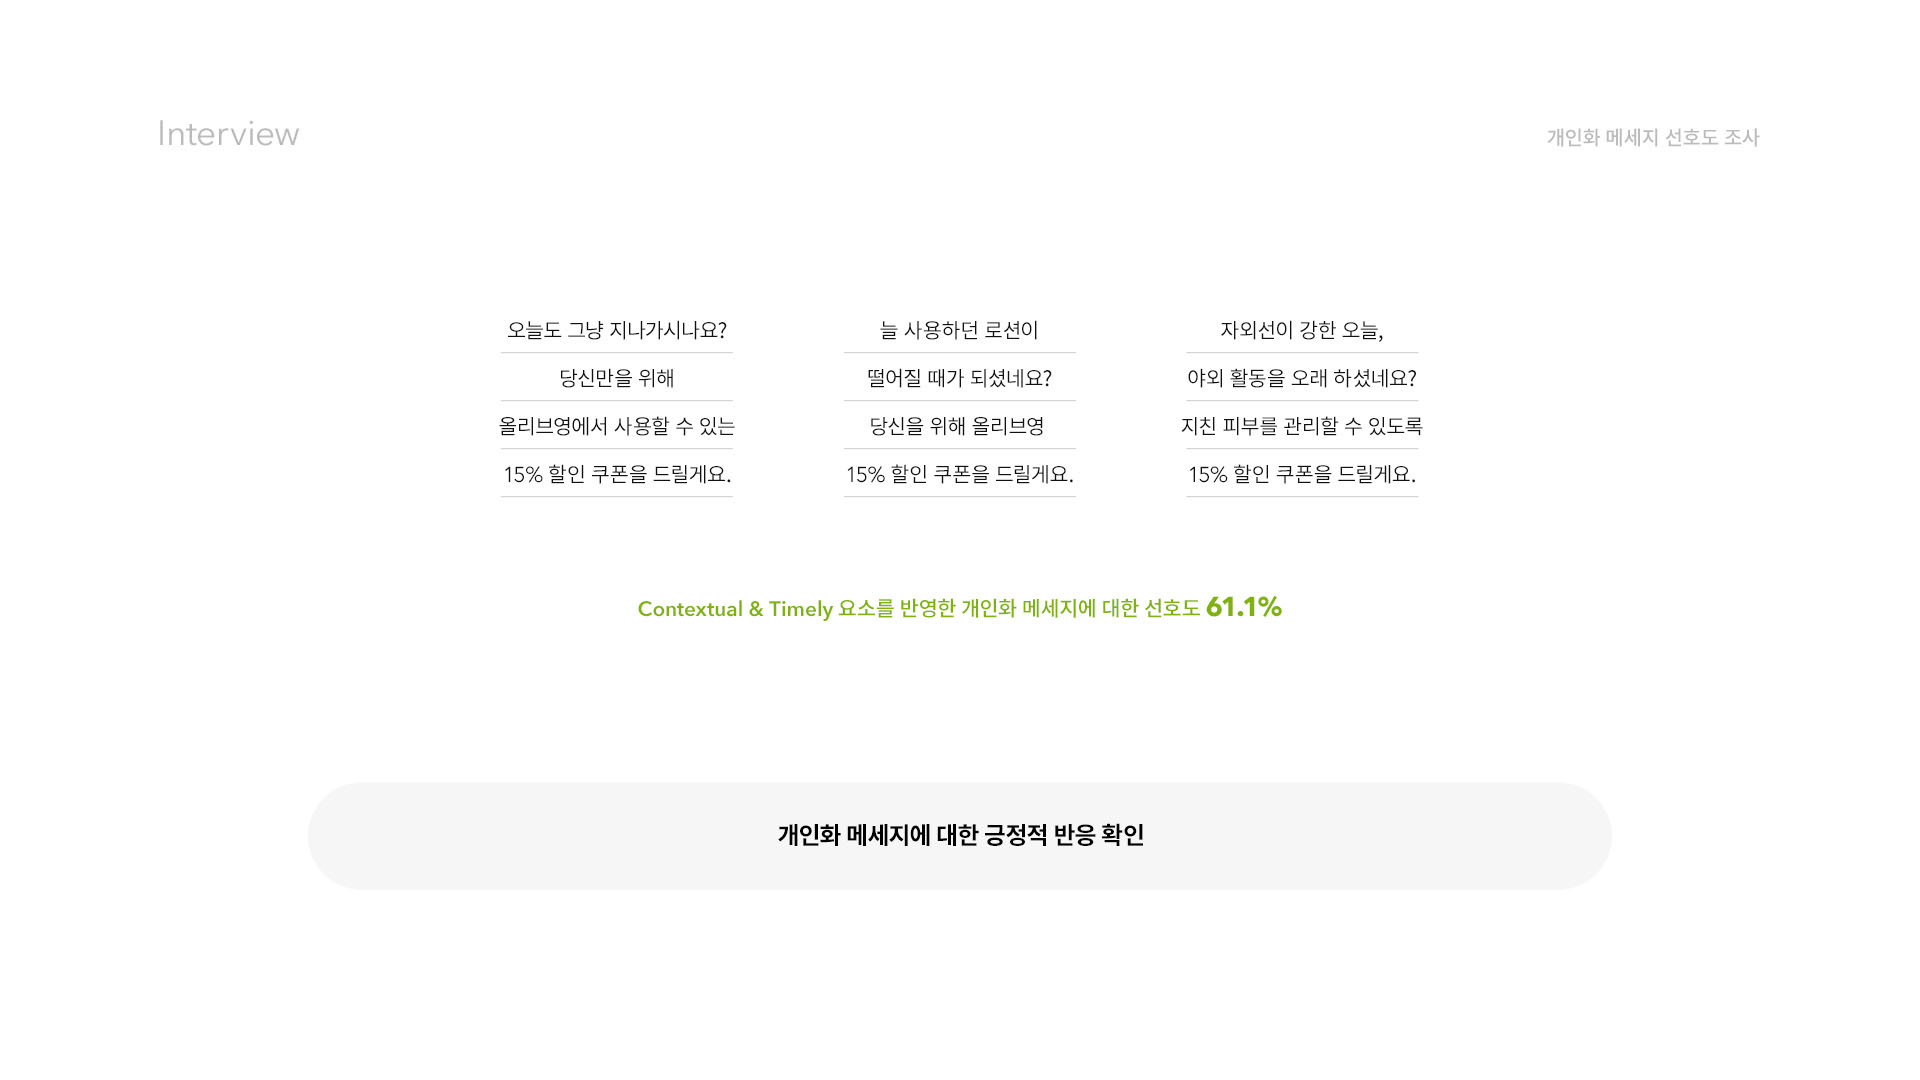 Interview
개인화 메세지 선호도 조사
오늘도 그냥 지나가시나요?
당신만을 위해
올리브영에서 사용할 수 있는
15% 할인 쿠폰을 드릴게요.
늘 사용하던 로션이
떨어질 때가 되셨네요?
당신을 위해 올리브영
15% 할인 쿠폰을 드릴게요.
자외선이 강한 오늘,
야외 활동을 오래 하셨네요?
지친 피부를 관리할 수 있도록
15% 할인 쿠폰을 드릴게요.
Contextual & Timely 요소를 반영한 개인화 메세지에 대한 선호도 61.1%
개인화 메세지에 대한 긍정적 반응 확인